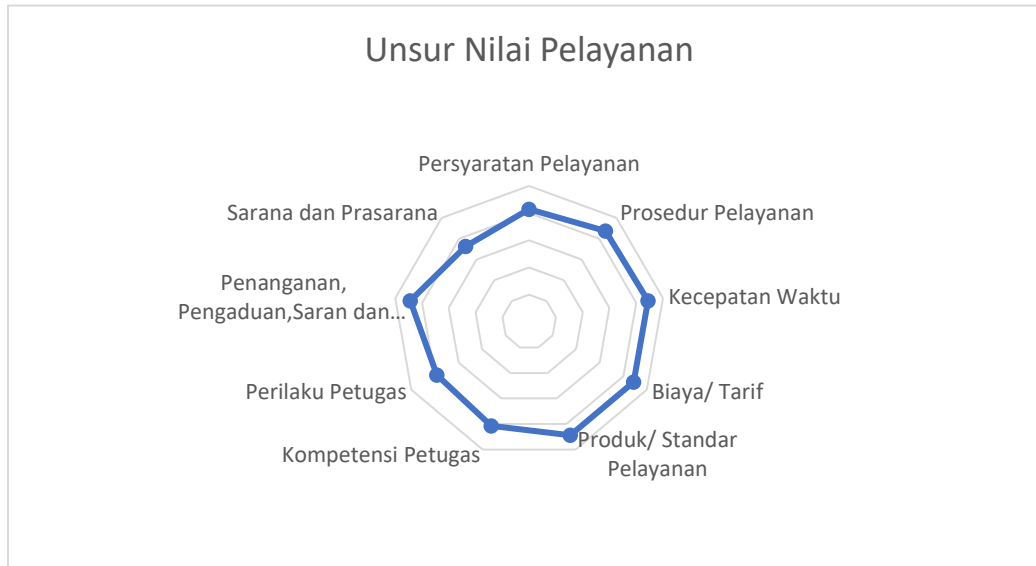 Unsur Nilai Pelayanan
Persyaratan Pelayanan
Prosedur Pelayanan
Kecepatan Waktu
Biaya/ Tarif
Produk/ Standar
Pelayanan
Kompetensi Petugas
Perilaku Petugas
Penanganan,
Pengaduan,Saran dan...
Sarana dan Prasarana